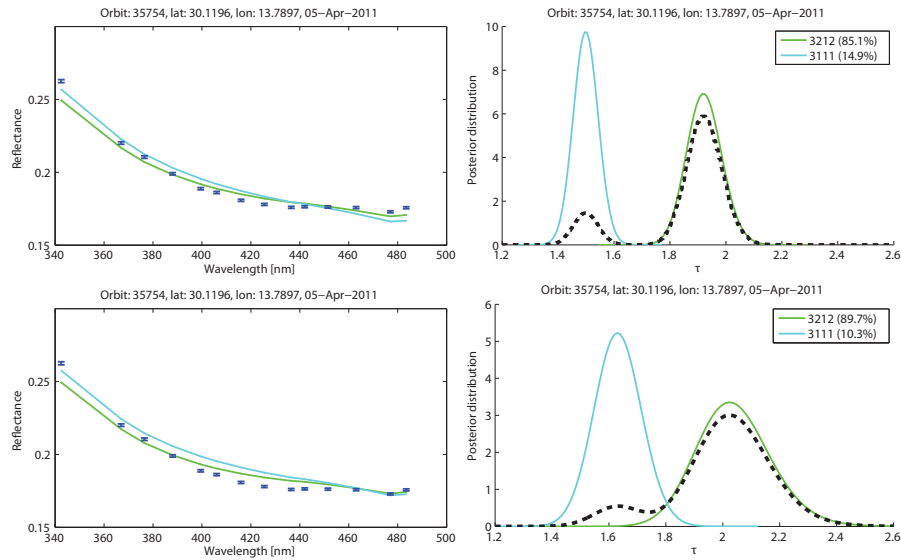 Orbit: 35754, lat: 30.1196, lon: 13.7897, 05−Apr−2011
0.25
0.2
0.15
Reflectance
340 360 380 400 420 440 460 480 500
Wavelength [nm]
Orbit: 35754, lat: 30.1196, lon: 13.7897, 05−Apr−2011
3212 (85.1%)
3111 (14.9%)
10
8
6
4
2
0
Posterior distribution
1.2 1.4 1.6 1.8 2 2.2 2.4 2.6
τ
Orbit: 35754, lat: 30.1196, lon: 13.7897, 05−Apr−2011
0.25
0.2
0.15
Reflectance
340 360 380 400 420 440 460 480 500
Wavelength [nm]
Orbit: 35754, lat: 30.1196, lon: 13.7897, 05−Apr−2011
3212 (89.7%)
3111 (10.3%)
6
5
4
3
2
1
0
Posterior distribution
1.2 1.4 1.6 1.8 2 2.2 2.4 2.6
τ